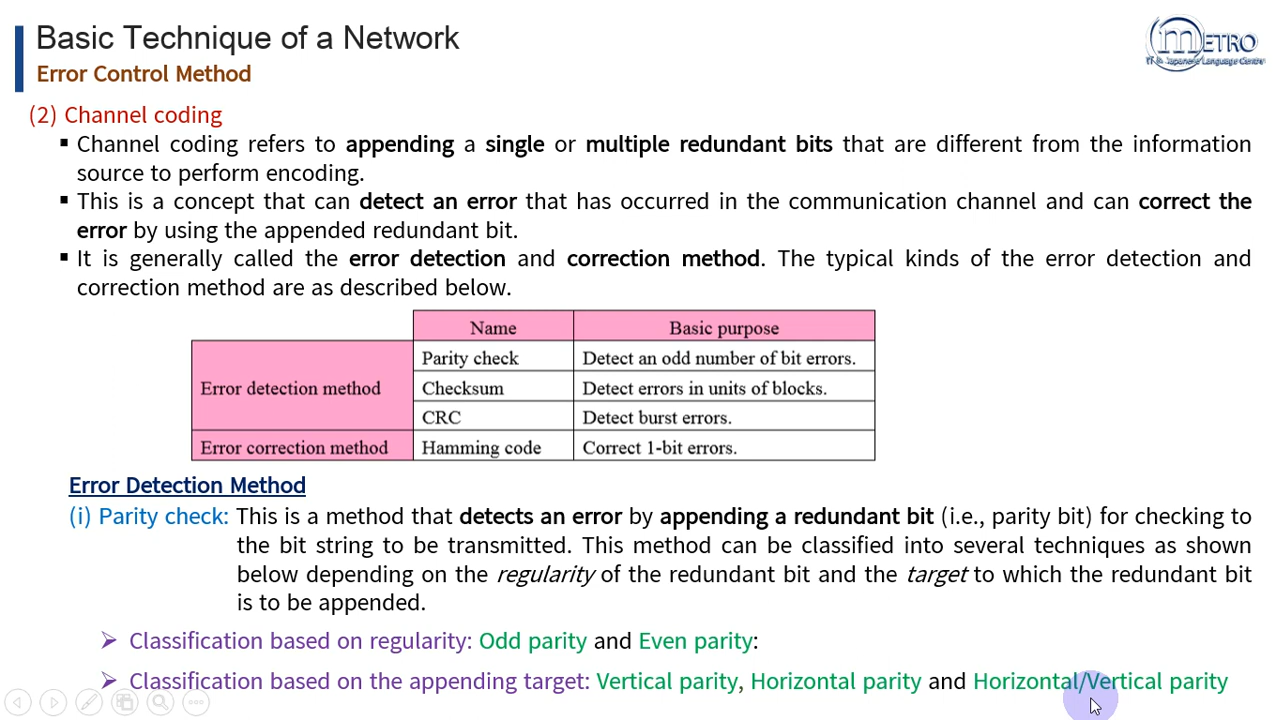 Basic Technique of a Network
METRO
IT & Japanese Language Centre
Error Control Method
(2) Channel coding
▪ Channel coding refers to appending a single or multiple redundant bits that are different from the information
source to perform encoding.
▪ This is a concept that can detect an error that has occurred in the communication channel and can correct the
error by using the appended redundant bit.
▪ It is generally called the error detection and correction method. The typical kinds of the error detection and
correction method are as described below.
Name Basic purpose
Error detection method
Parity check Detect an odd number of bit errors.
Checksum Detect errors in units of blocks.
CRC Detect burst errors.
Error correction method Hamming code Correct 1-bit errors.
Error Detection Method
(i) Parity check: This is a method that detects an error by appending a redundant bit (i.e., parity bit) for checking to
the bit string to be transmitted. This method can be classified into several techniques as shown
below depending on the regularity of the redundant bit and the target to which the redundant bit
is to be appended.
➢ Classification based on regularity: Odd parity and Even parity:
➢ Classification based on the appending target: Vertical parity, Horizontal parity and Horizontal/Vertical parity